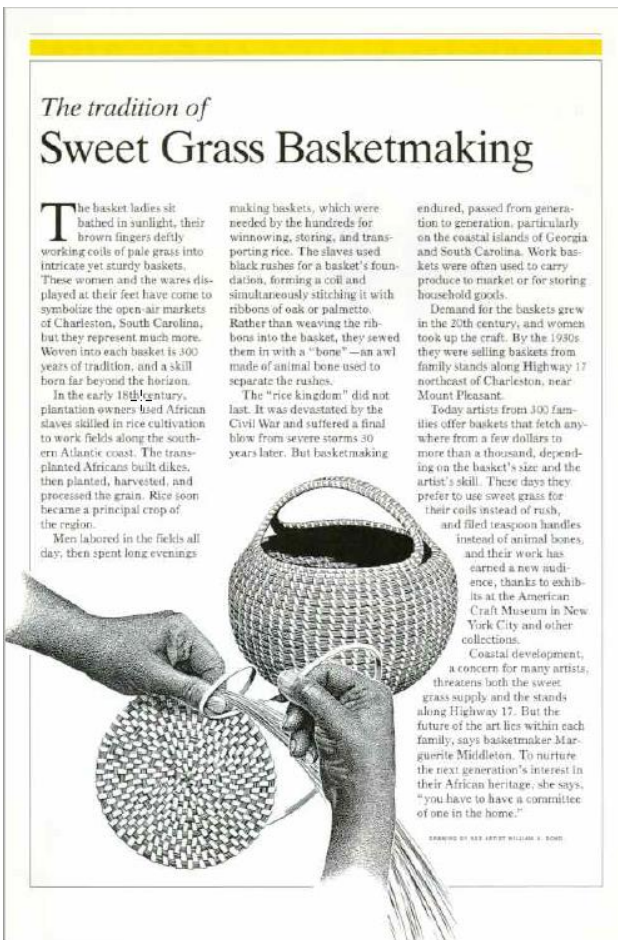 The tradition of
Sweet Grass Basketmaking
The basket ladies sit
bathed in sunlight, their
brown fingers deftly
working coils of pale grass into
intricate yet sturdy baskets.
These women and the wares dis-
played at their feet have come to
symbolize the open-air markets
of Charleston, South Carolina,
but they represent much more.
Woven into each basket is 300
years of tradition, and a skill
born far beyond the horizon.
In the early 18th century,
plantation owners used African
slaves skilled in rice cultivation
to work fields along the south-
ern Atlantic coast. The trans-
planted Africans built dikes,
then planted, harvested, and
processed the grain. Rice soon
became a principal crop of
the region.
Men labored in the fields all
day, then spent long evenings
making baskets, which were
needed by the hundreds for
winnowing, storing, and trans-
porting rice. The slaves used
black rushes for a basket's foun-
dation, forming a coil and
simultaneously stitching it with
ribbons of oak or palmetto.
Rather than weaving the rib-
bons into the basket, they sewed
them in with a "bone"—an awl
made of animal bone used to
separate the rushes.
The "rice kingdom" did not
last. It was devastated by the
Civil War and suffered a final
blow from severe storms 30
years later. But basketmaking
endured, passed from genera-
tion to generation, particularly
on the coastal islands of Georgia
and South Carolina. Work bas-
kets were often used to carry
produce to market or for storing
household goods.
Demand for the baskets grew
in the 20th century, and women
took up the craft. By the 1930s
they were selling baskets from
family stands along Highway 17
northeast of Charleston, near
Mount Pleasant.
Today artists from 300 fam-
ilies offer baskets that fetch any-
where from a few dollars to
more than a thousand, depend-
ing on the basket's size and the
artist's skill. These days they
prefer to use sweet grass for
their coils instead of rush,
and filed teaspoon handles
instead of animal bones,
and their work has
earned a new audi-
ence, thanks to exhib-
its at the American
Craft Museum in New
York City and other
collections.
Coastal development,
a concern for many artists,
threatens both the sweet
grass supply and the stands
along Highway 17. But the
future of the art lies within each
family, says basketmaker Mar-
guerite Middleton. To nurture
the next generation's interest in
their African heritage, she says,
"you have to have a committee
of one in the home."
DRAWING BY NGS ARTIST WILLIAM H. BOND